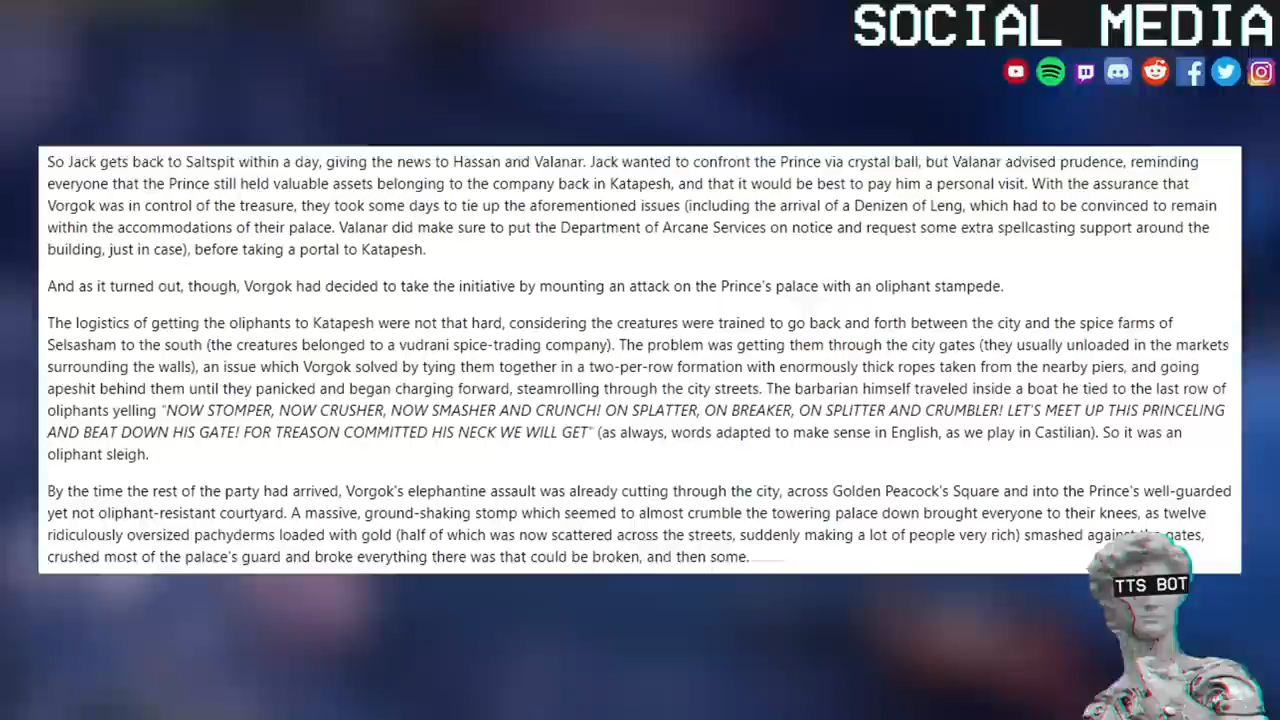 SOCIAL MEDIA
So Jack gets back to Saltspit within a day, giving the news to Hassan and Valanar. Jack wanted to confront the Prince via crystal ball, but Valanar advised prudence, reminding
everyone that the Prince still held valuable assets belonging to the company back in Katapesh, and that it would be best to pay him a personal visit. With the assurance that
Vorgok was in control of the treasure, they took some days to tie up the aforementioned issues (including the arrival of a Denizen of Leng, which had to be convinced to remain
within the accommodations of their palace. Valanar did make sure to put the Department of Arcane Services on notice and request some extra spellcasting support around the
building, just in case), before taking a portal to Katapesh.
And as it turned out, though, Vorgok had decided to take the initiative by mounting an attack on the Prince's palace with an oliphant stampede.
The logistics of getting the oliphants to Katapesh were not that hard, considering the creatures were trained to go back and forth between the city and the spice farms of
Selsasham to the south (the creatures belonged to a vudrani spice-trading company). The problem was getting them through the city gates (they usually unloaded in the markets
surrounding the walls), an issue which Vorgok solved by tying them together in a two-per-row formation with enormously thick ropes taken from the nearby piers, and going
apeshit behind them until they panicked and began charging forward, steamrolling through the city streets. The barbarian himself traveled inside a boat he tied to the last row of
oliphants yelling "NOW STOMPER, NOW CRUSHER, NOW SMASHER AND CRUNCH! ON SPLATTER, ON BREAKER, ON SPLITTER AND CRUMBLER! LET'S MEET UP THIS PRINCELING
AND BEAT DOWN HIS GATE! FOR TREASON COMMITTED HIS NECK WE WILL GET" (as always, words adapted to make sense in English, as we play in Castilian). So it was an
oliphant sleigh.
By the time the rest of the party had arrived, Vorgok's elephantine assault was already cutting through the city, across Golden Peacock's Square and into the Prince's well-guarded
yet not oliphant-resistant courtyard. A massive, ground-shaking stomp which seemed to almost crumble the towering palace down brought everyone to their knees, as twelve
ridiculously oversized pachyderms loaded with gold (half of which was now scattered across the streets, suddenly making a lot of people very rich) smashed against the gates,
crushed most of the palace's guard and broke everything there was that could be broken, and then some.
TTS BOT